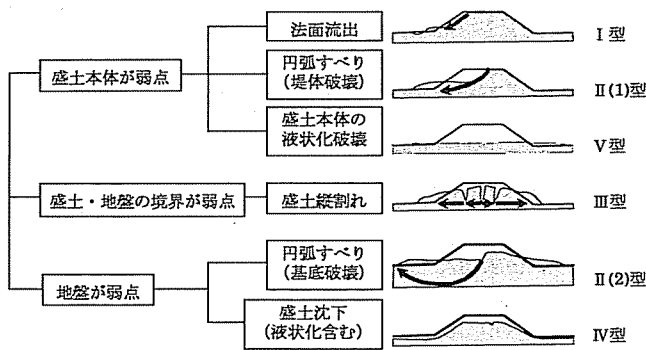 法面流出
Ⅰ型
盛土本体が弱点
円弧すべり
(堤体破壊)
Ⅱ(1)型
盛土本体の
液状化破壊
Ⅴ型
盛土・地盤の境界が弱点
盛土縦割れ
Ⅲ型
円弧すべり
(基底破壊)
Ⅱ(2)型
地盤が弱点
盛土沈下
(液状化含む)
Ⅳ型